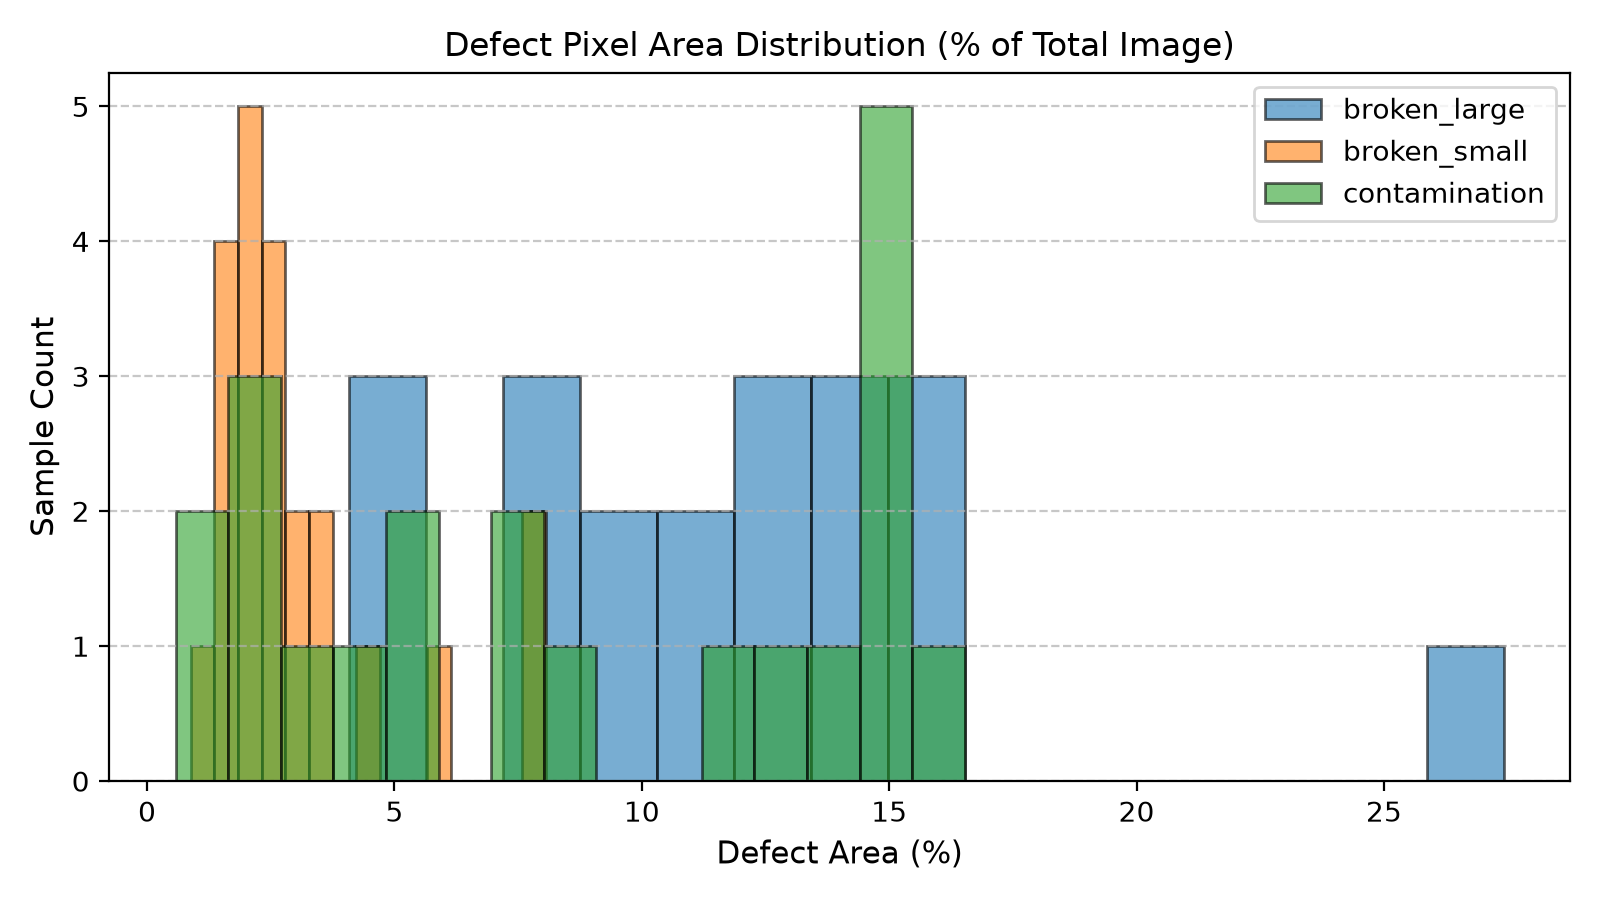 Defect Pixel Area Distribution (% of Total Image)
broken_large
broken_small
contamination
Sample Count
5
4
3
2
1
0
0 5 10 15 20 25
Defect Area (%)